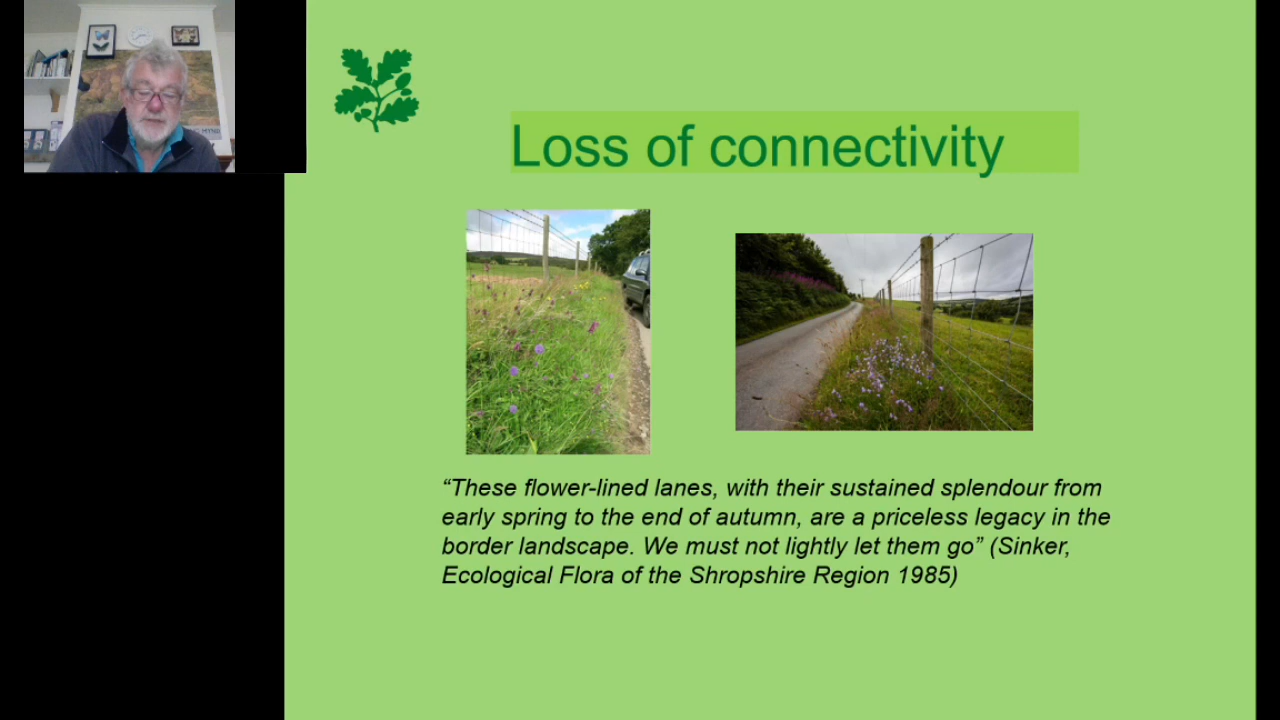 Loss of connectivity
“These flower-lined lanes, with their sustained splendour from
early spring to the end of autumn, are a priceless legacy in the
border landscape. We must not lightly let them go” (Sinker,
Ecological Flora of the Shropshire Region 1985)